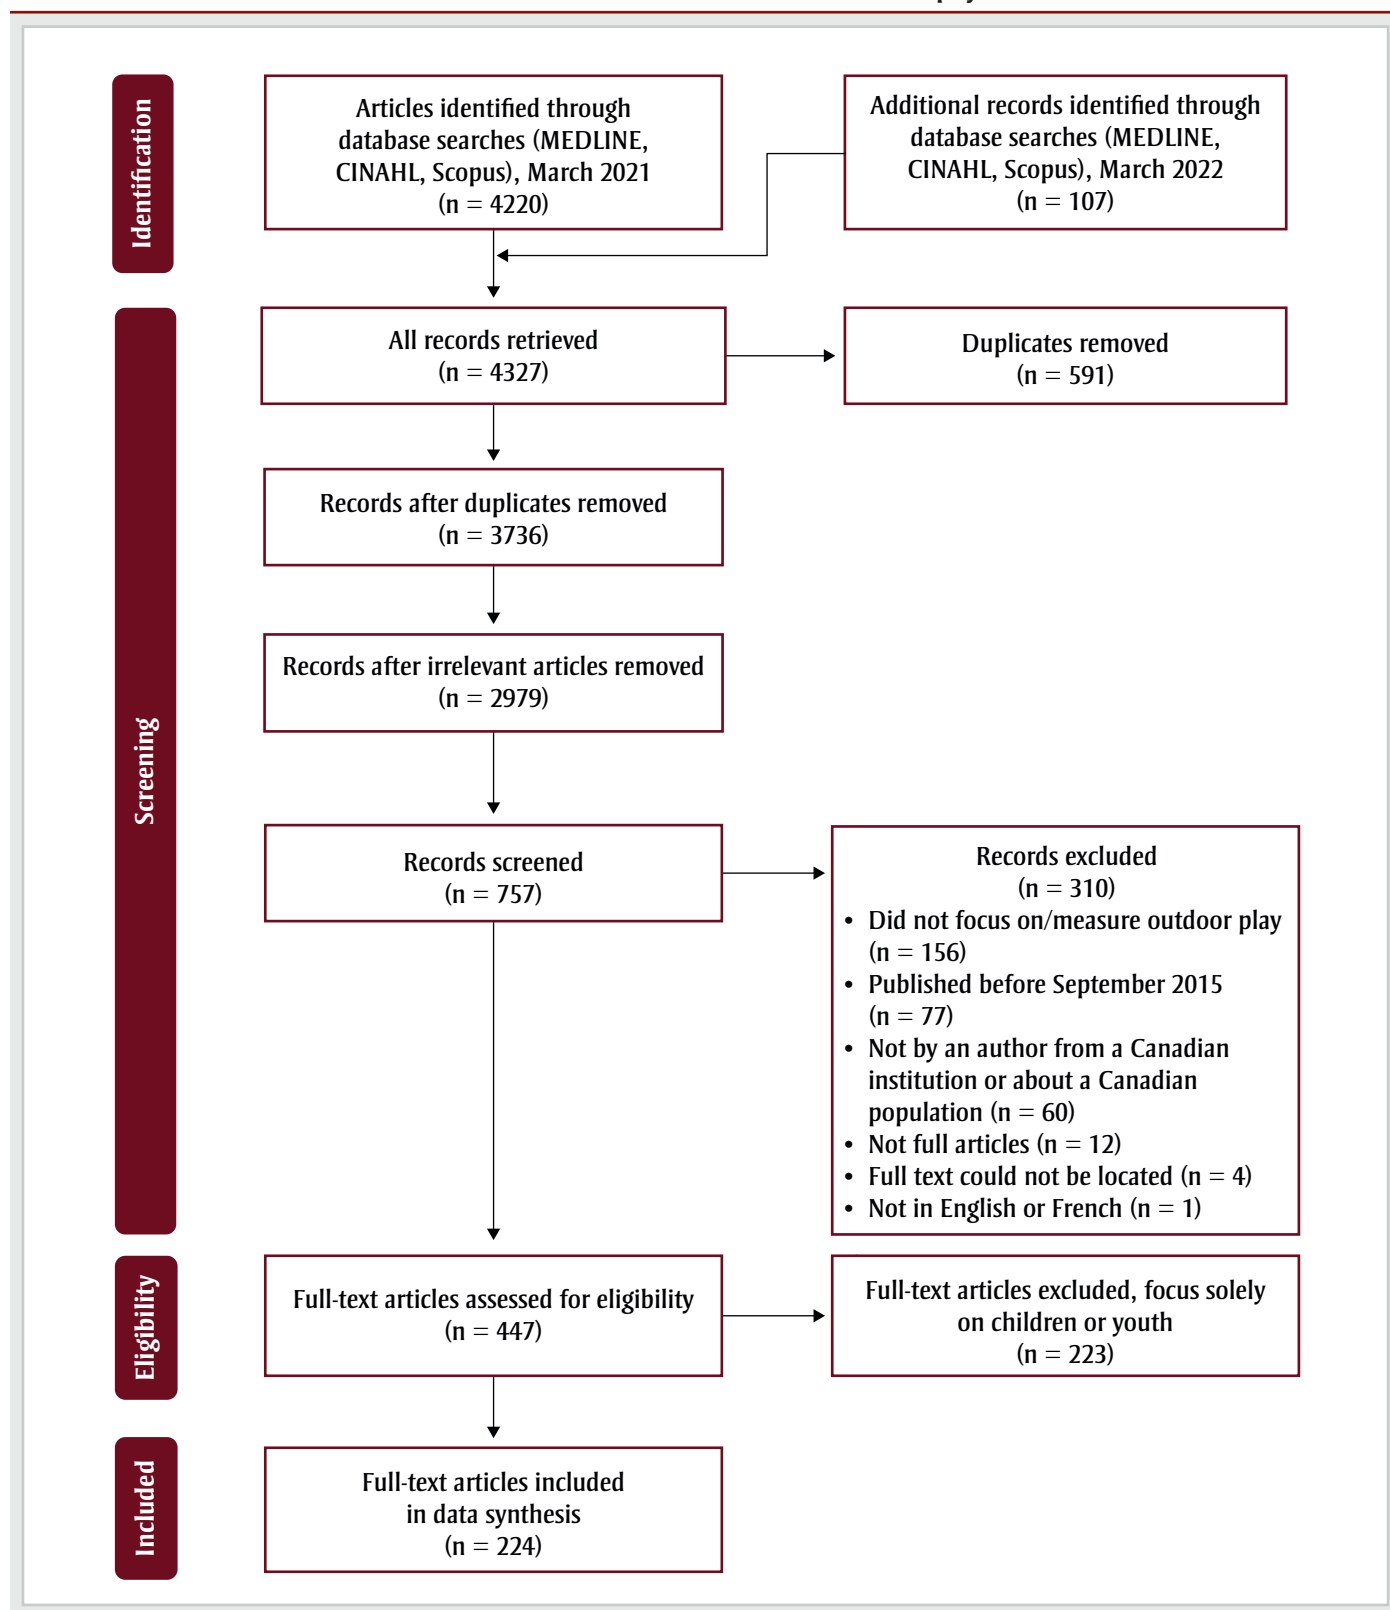 Identification
Articles identified through
database searches (MEDLINE,
CINAHL, Scopus), March 2021
(n = 4220)
Additional records identified through
database searches (MEDLINE,
CINAHL, Scopus), March 2022
(n = 107)
Screening
All records retrieved
(n = 4327)
Duplicates removed
(n = 591)
Records after duplicates removed
(n = 3736)
Records after irrelevant articles removed
(n = 2979)
Records screened
(n = 757)
Records excluded
(n = 310)
• Did not focus on/measure outdoor play
(n = 156)
• Published before September 2015
(n = 77)
• Not by an author from a Canadian
institution or about a Canadian
population (n = 60)
• Not full articles (n = 12)
• Full text could not be located (n = 4)
• Not in English or French (n = 1)
Eligibility
Full-text articles assessed for eligibility
(n = 447)
Full-text articles excluded, focus solely
on children or youth
(n = 223)
Included
Full-text articles included
in data synthesis
(n = 224)